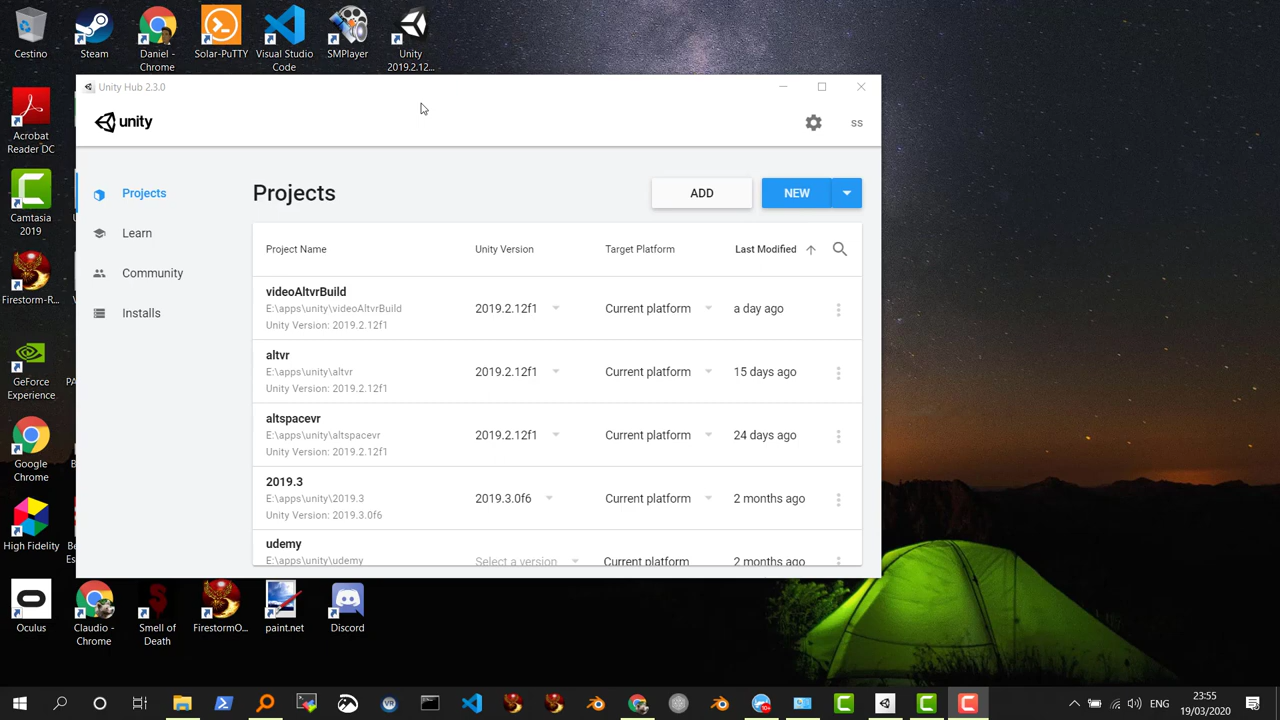 Cestino
Steam
Daniel -
Chrome
Solar-PuTTY
Visual Studio
Code
SMPlayer
Unity
2019.2.12...
Acrobat
Reader DC
Camtasia
2019
Firestorm-R...
GeForce
Experience
Google
Chrome
High Fidelity
Unity Hub 2.3.0
unity
ss
Projects
Learn
Community
Installs
Projects
ADD
NEW
Project Name
Unity Version
Target Platform
Last Modified
videoAltvrBuild
E:\apps\unity\videoAltvrBuild
Unity Version: 2019.2.12f1
2019.2.12f1
Current platform
a day ago
altvr
E:\apps\unity\altvr
Unity Version: 2019.2.12f1
2019.2.12f1
Current platform
15 days ago
altspacevr
E:\apps\unity\altspacevr
Unity Version: 2019.2.12f1
2019.2.12f1
Current platform
24 days ago
2019.3
E:\apps\unity\2019.3
Unity Version: 2019.3.0f6
2019.3.0f6
Current platform
2 months ago
udemy
E:\apps\unity\udemy
Select a version
Current platform
2 months ago
Oculus
Claudio -
Chrome
Smell of
Death
FirestormO...
paint.net
Discord
ENG
23:55
19/03/2020